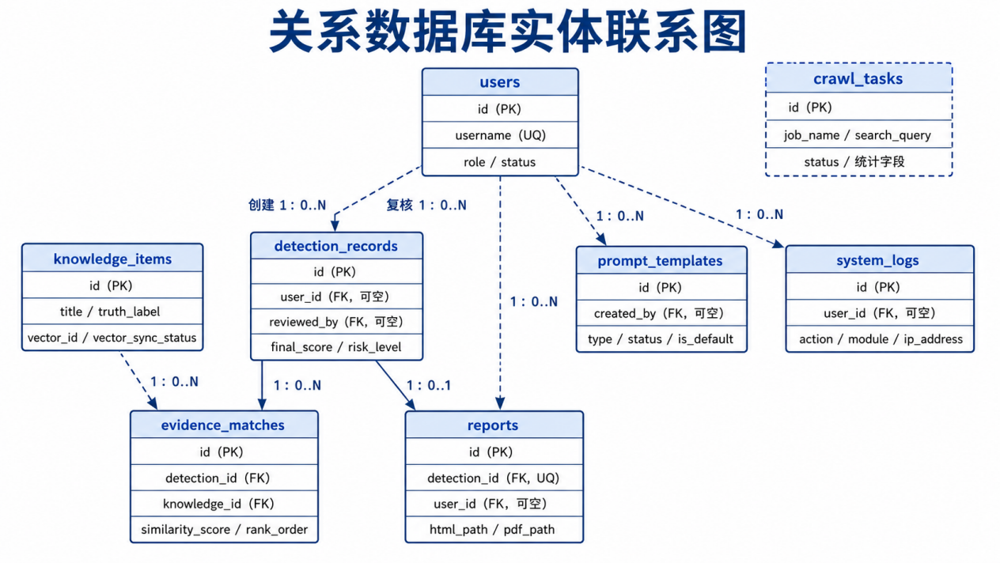 关系数据库实体联系图
users
id（PK）
username（UQ）
role / status
crawl_tasks
id（PK）
job_name / search_query
status / 统计字段
创建 1：0..N
复核 1：0..N
1：0..N
1：0..N
1：0..N
knowledge_items
id（PK）
title / truth_label
vector_id / vector_sync_status
detection_records
id（PK）
user_id（FK，可空）
reviewed_by（FK，可空）
final_score / risk_level
prompt_templates
id（PK）
created_by（FK，可空）
type / status / is_default
system_logs
id（PK）
user_id（FK，可空）
action / module / ip_address
1：0..N
1：0..N
1：0..1
evidence_matches
id（PK）
detection_id（FK）
knowledge_id（FK）
similarity_score / rank_order
reports
id（PK）
detection_id（FK, UQ）
user_id（FK，可空）
html_path / pdf_path